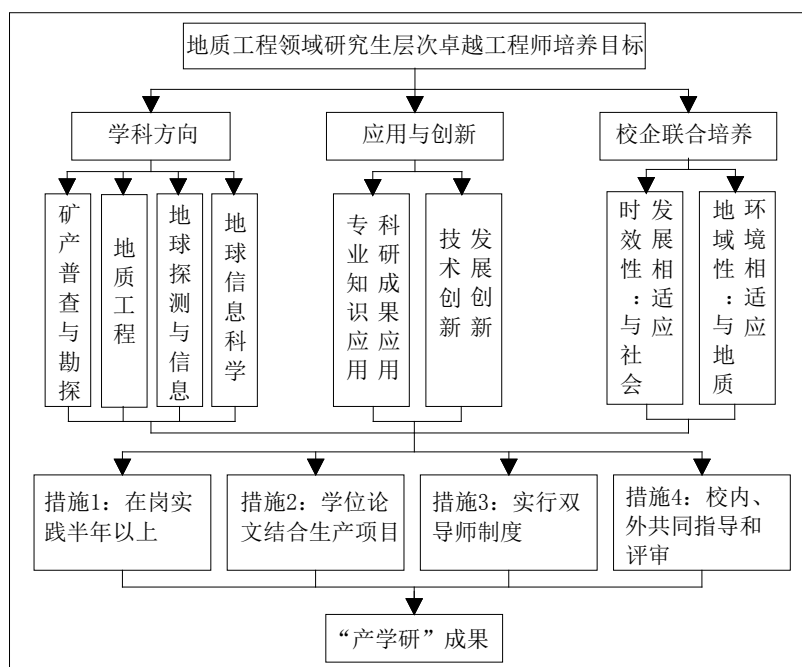 地质工程领域研究生层次卓越工程师培养目标
学科方向
应用与创新
校企联合培养
矿产普查与勘探
地质工程
地球探测与信息
地球信息科学
专业知识应用
科研成果应用
技术创新
发展创新
时效性：与社会
发展相适应
地域性：与地质
环境相适应
措施1：在岗实
践半年以上
措施2：学位论
文结合生产项目
措施3：实行双
导师制度
措施4：校内、
外共同指导和
评审
“产学研”成果